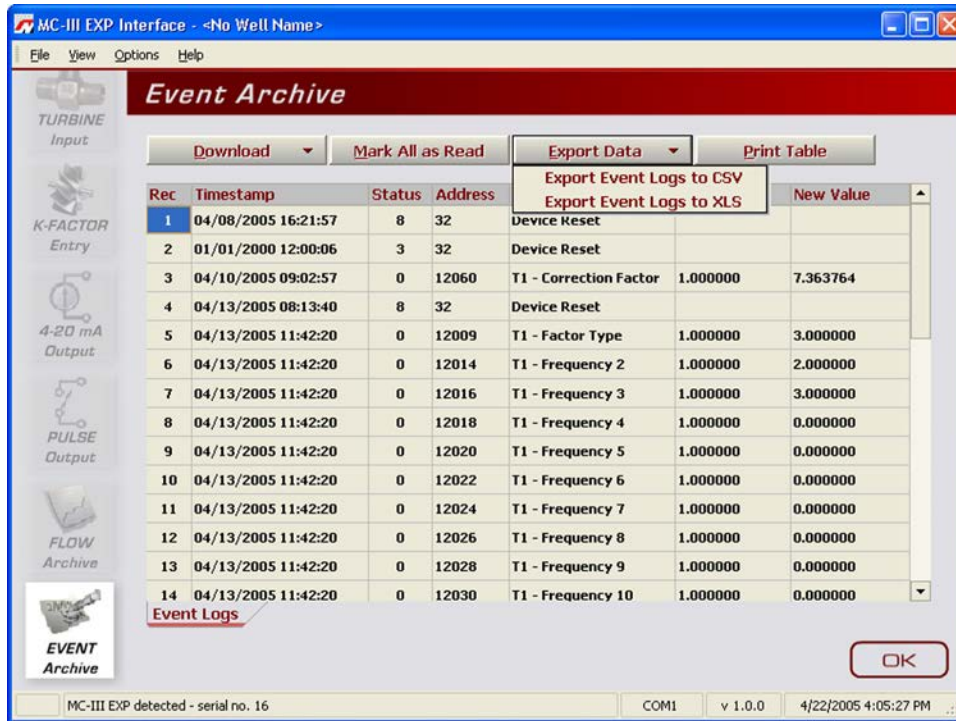 MC-III EXP Interface - <No Well Name>
File View Options Help
Event Archive
TURBINE
Input
K-FACTOR
Entry
4-20 mA
Output
PULSE
Output
FLOW
Archive
EVENT
Archive
Download Mark All as Read Export Data Print Table
Export Event Logs to CSV
Export Event Logs to XLS
Rec Timestamp Status Address New Value
1 04/08/2005 16:21:57 8 32 Device Reset
2 01/01/2000 12:00:06 3 32 Device Reset
3 04/10/2005 09:02:57 0 12060 T1 - Correction Factor 1.000000 7.363764
4 04/13/2005 08:13:40 8 32 Device Reset
5 04/13/2005 11:42:20 0 12009 T1 - Factor Type 1.000000 3.000000
6 04/13/2005 11:42:20 0 12014 T1 - Frequency 2 1.000000 2.000000
7 04/13/2005 11:42:20 0 12016 T1 - Frequency 3 1.000000 3.000000
8 04/13/2005 11:42:20 0 12018 T1 - Frequency 4 1.000000 0.000000
9 04/13/2005 11:42:20 0 12020 T1 - Frequency 5 1.000000 0.000000
10 04/13/2005 11:42:20 0 12022 T1 - Frequency 6 1.000000 0.000000
11 04/13/2005 11:42:20 0 12024 T1 - Frequency 7 1.000000 0.000000
12 04/13/2005 11:42:20 0 12026 T1 - Frequency 8 1.000000 0.000000
13 04/13/2005 11:42:20 0 12028 T1 - Frequency 9 1.000000 0.000000
14 04/13/2005 11:42:20 0 12030 T1 - Frequency 10 1.000000 0.000000
Event Logs
OK
MC-III EXP detected - serial no. 16 COM1 v 1.0.0 4/22/2005 4:05:27 PM